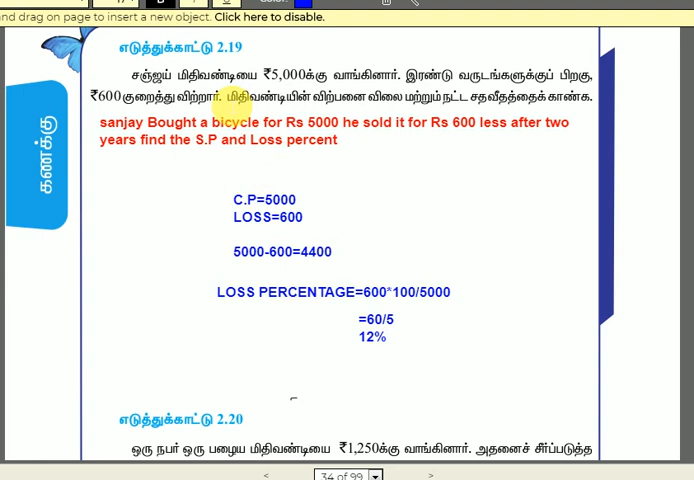 Color:
and drag on page to insert a new object. Click here to disable.
எடுத்துக்காட்டு 2.19
சஞ்ஜய் மிதிவண்டியை ₹5,000க்கு வாங்கினார். இரண்டு வருடங்களுக்குப் பிறகு,
₹600 குறைத்து விற்றார். மிதிவண்டியின் விற்பனை விலை மற்றும் நட்ட சதவீதத்தைக் காண்க.
கணக்கு
sanjay Bought a bicycle for Rs 5000 he sold it for Rs 600 less after two
years find the S.P and Loss percent
C.P=5000
LOSS=600
5000-600=4400
LOSS PERCENTAGE=600*100/5000
=60/5
12%
எடுத்துக்காட்டு 2.20
ஒரு நபர் ஒரு பழைய மிதிவண்டியை ₹1,250க்கு வாங்கினார். அதனைச் சீர்ப்படுத்த
< 34 of 99 >